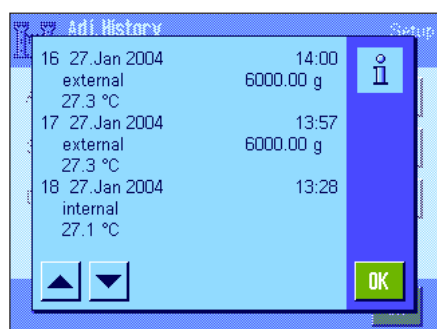 Adj. History
Setup
16 27.Jan 2004 14:00
external 6000.00 g
27.3 °C
17 27.Jan 2004 13:57
external 6000.00 g
27.3 °C
18 27.Jan 2004 13:28
internal
27.1 °C
OK